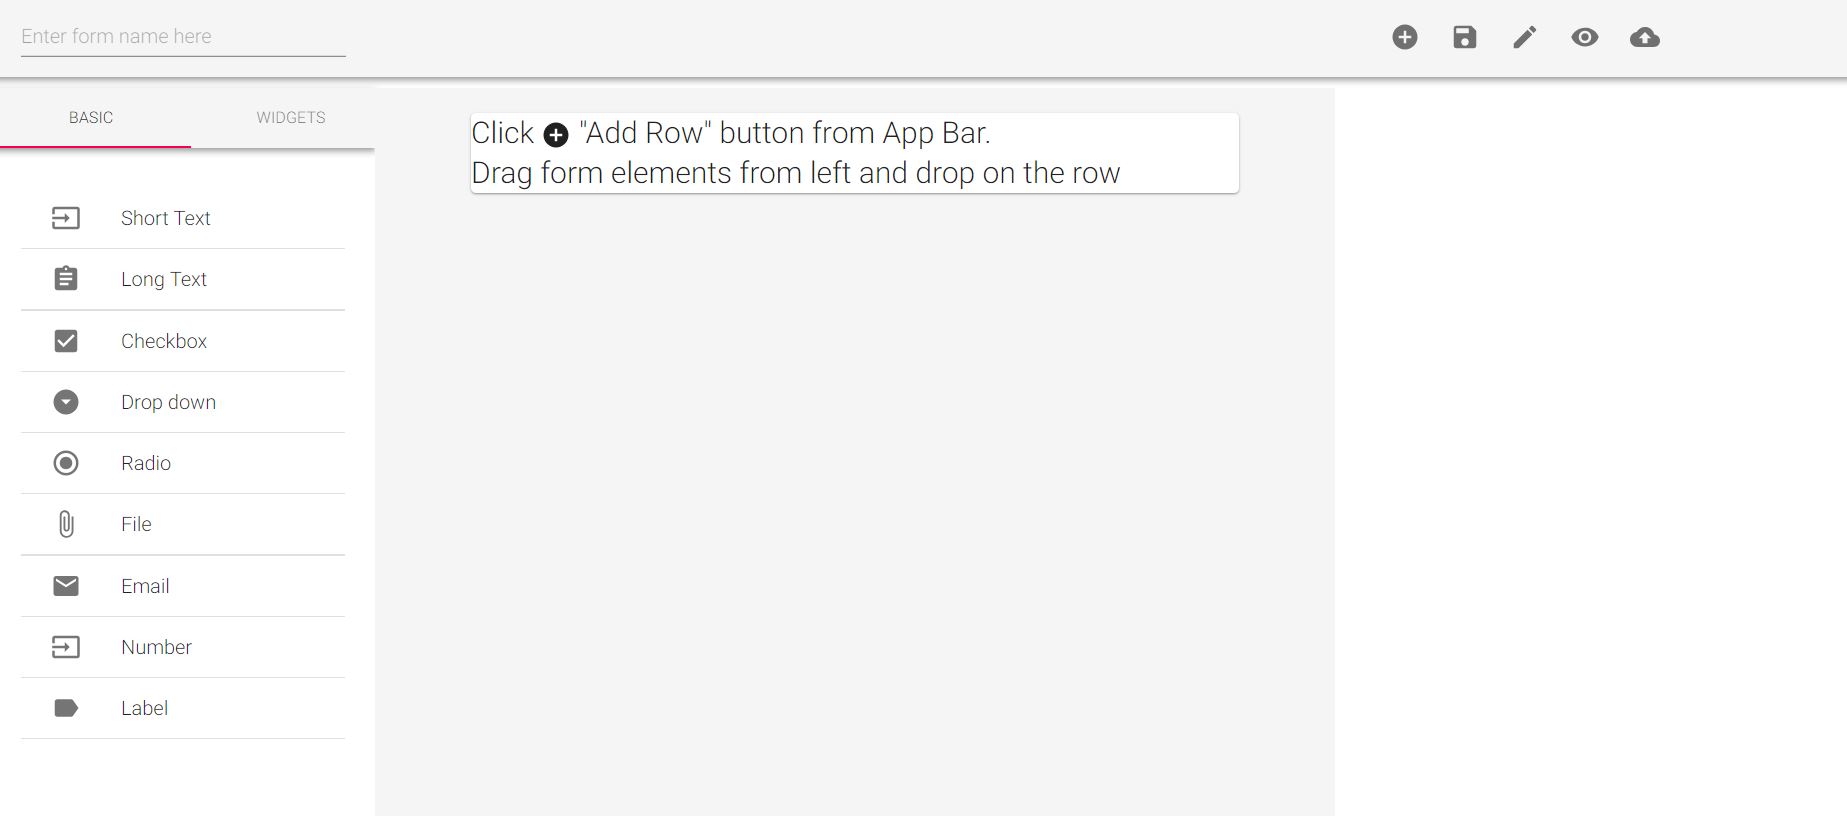 Enter form name here
BASIC
WIDGETS
Click "Add Row" button from App Bar.
Drag form elements from left and drop on the row
Short Text
Long Text
Checkbox
Drop down
Radio
File
Email
Number
Label